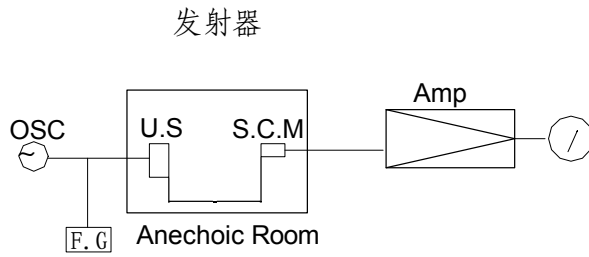 发射器
Amp
OSC
U.S
S.C.M
F.G
Anechoic Room